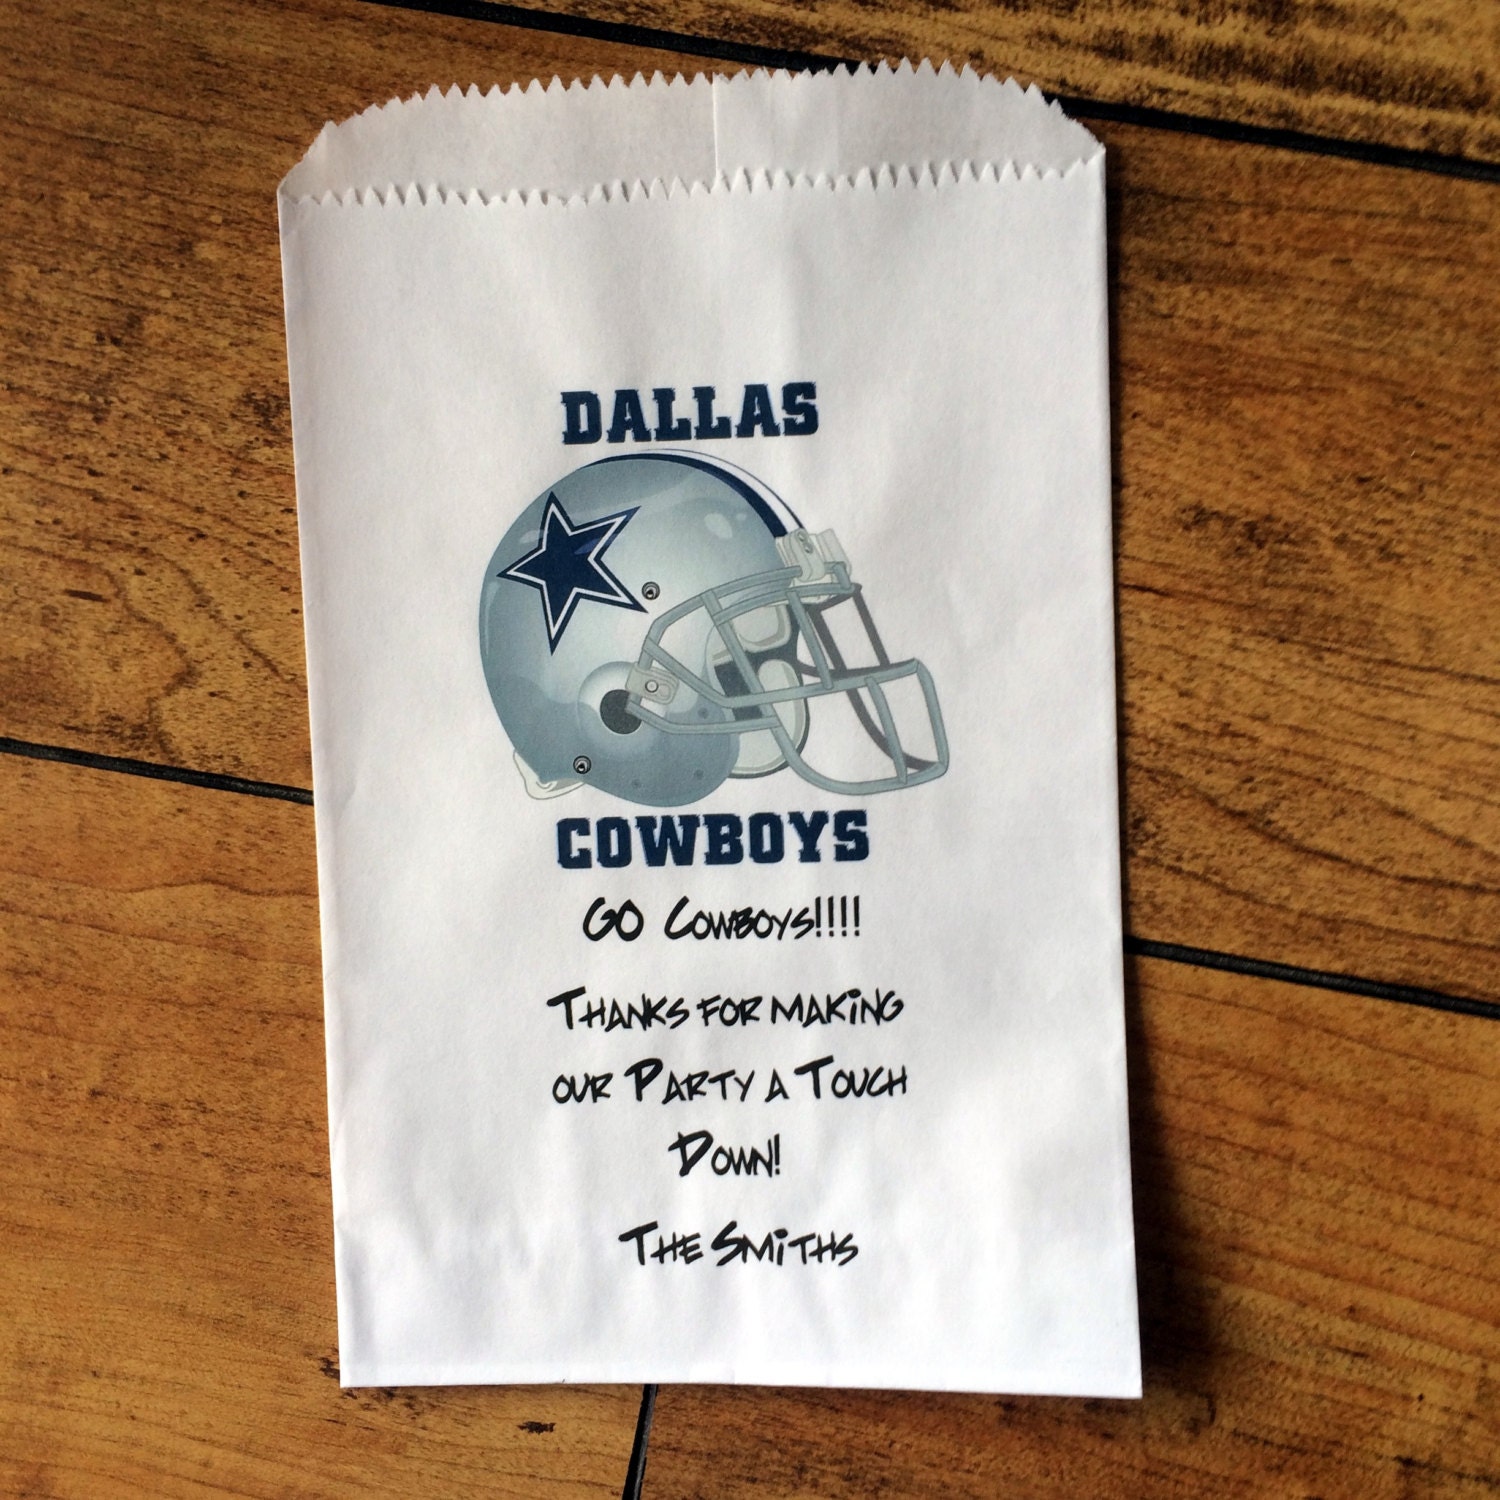 DALLAS
COWBOYS
GO Cowboys!!!!
THANKS FOR MAKING
OUR PARTY A TOUCH
DOWN!
THE SMITHS